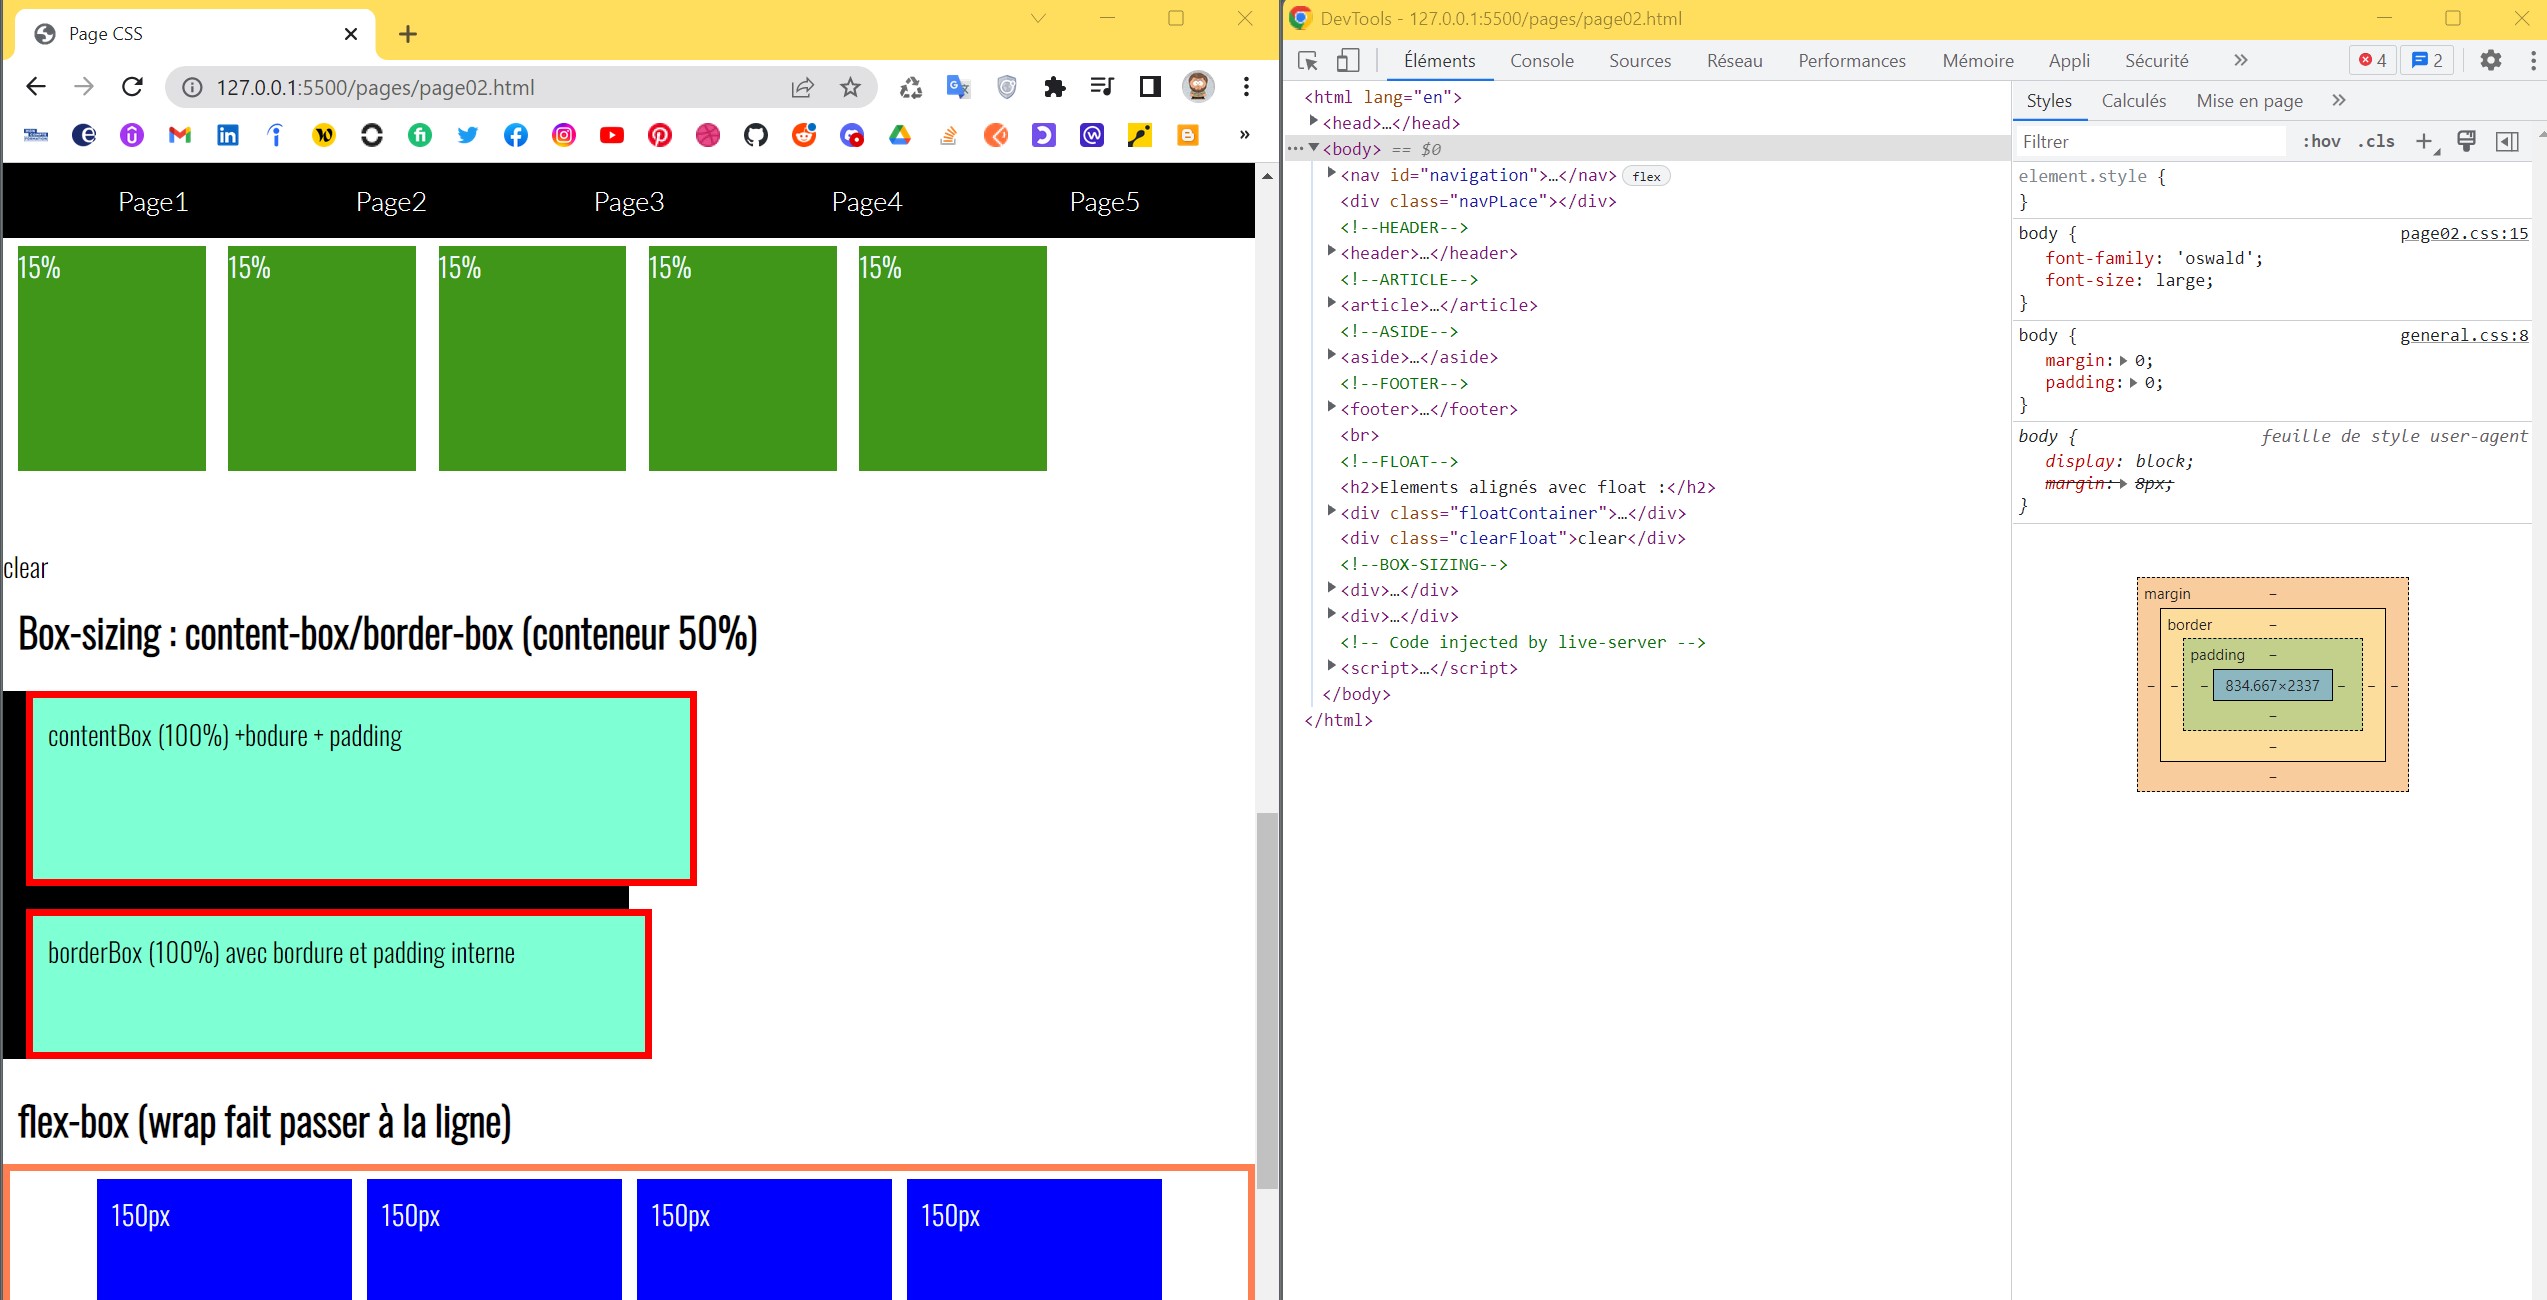 Page CSS
127.0.0.1:5500/pages/page02.html
Page1 Page2 Page3 Page4 Page5
15% 15% 15% 15% 15%
clear
Box-sizing : content-box/border-box (conteneur 50%)
contentBox (100%) +bodure + padding
borderBox (100%) avec bordure et padding interne
flex-box (wrap fait passer à la ligne)
150px 150px 150px 150px
DevTools - 127.0.0.1:5500/pages/page02.html
Éléments Console Sources Réseau Performances Mémoire Appli Sécurité » 4 2
<html lang="en">
<head>…</head>
<body> == $0
<nav id="navigation">…</nav> flex
<div class="navPLace"></div>
<!--HEADER-->
<header>…</header>
<!--ARTICLE-->
<article>…</article>
<!--ASIDE-->
<aside>…</aside>
<!--FOOTER-->
<footer>…</footer>
<br>
<!--FLOAT-->
<h2>Elements alignés avec float :</h2>
<div class="floatContainer">…</div>
<div class="clearFloat">clear</div>
<!--BOX-SIZING-->
<div>…</div>
<div>…</div>
<!-- Code injected by live-server -->
<script>…</script>
</body>
</html>
Styles Calculés Mise en page »
Filtrer :hov .cls
element.style {
}
body { page02.css:15
font-family: 'oswald';
font-size: large;
}
body { general.css:8
margin: 0;
padding: 0;
}
body { feuille de style user-agent
display: block;
margin: 8px;
}
margin –
border –
padding –
– – – 834.667×2337 – – –
–
–
–